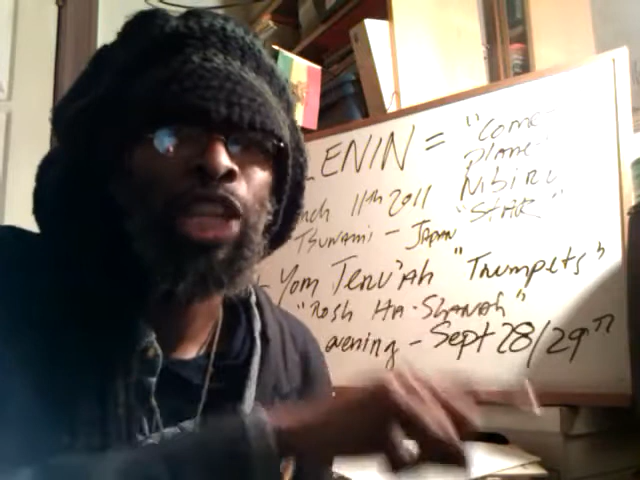 LENIN = "Comet
planet
Nibiru
"STAR"
March 11th 2011
Tsunami - JAPAN
- Yom Teru'ah "Trumpets"
"Rosh Ha-Shanah"
evening - Sept 28/29th